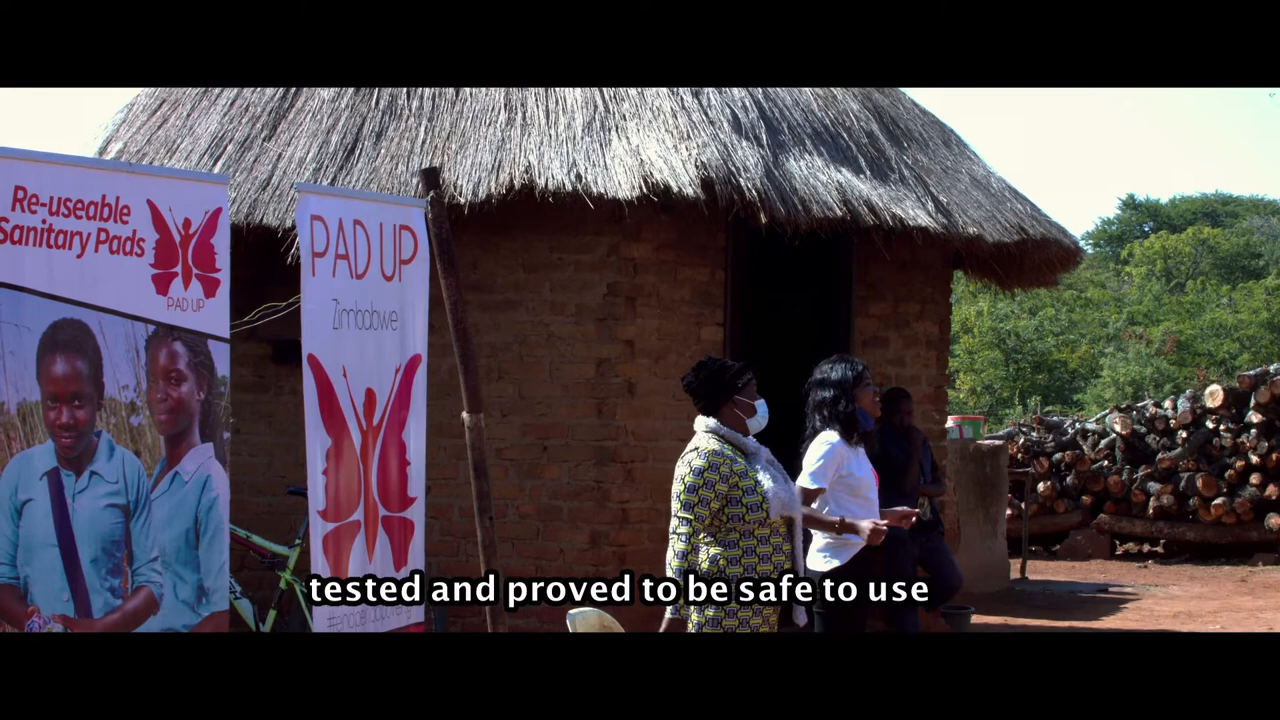 Re-useable
Sanitary Pads
PAD UP
PAD UP
Zimbabwe
tested and proved to be safe to use